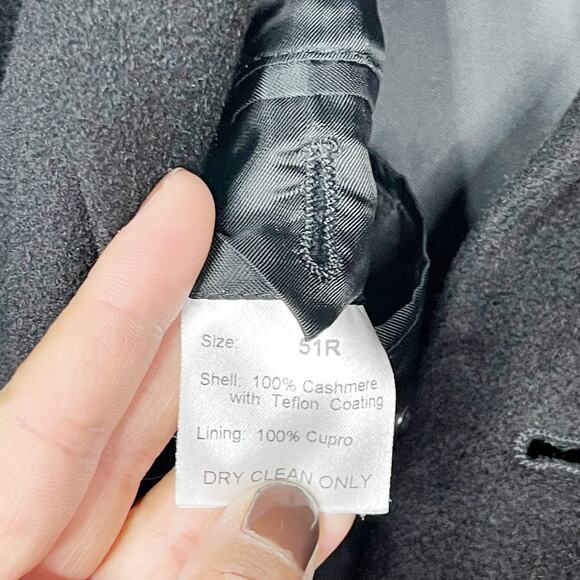 Size: 51R
Shell: 100% Cashmere
with Teflon Coating
Lining: 100% Cupro
DRY CLEAN ONLY